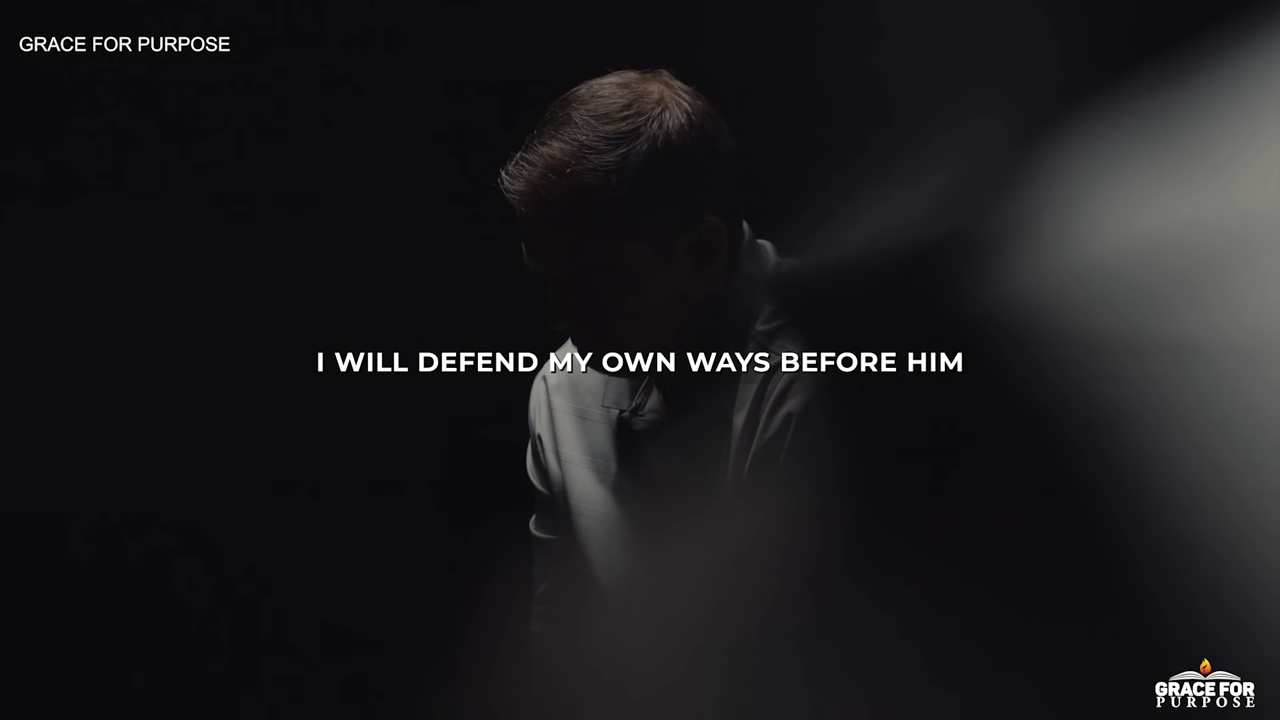 GRACE FOR PURPOSE
I WILL DEFEND MY OWN WAYS BEFORE HIM
GRACE FOR
PURPOSE